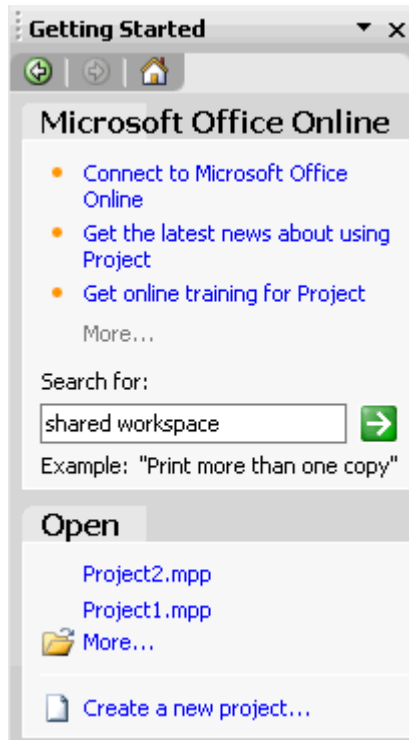 Getting Started
Microsoft Office Online
Connect to Microsoft Office
Online
Get the latest news about using
Project
Get online training for Project
More...
Search for:
shared workspace
Example: "Print more than one copy"
Open
Project2.mpp
Project1.mpp
More...
Create a new project...